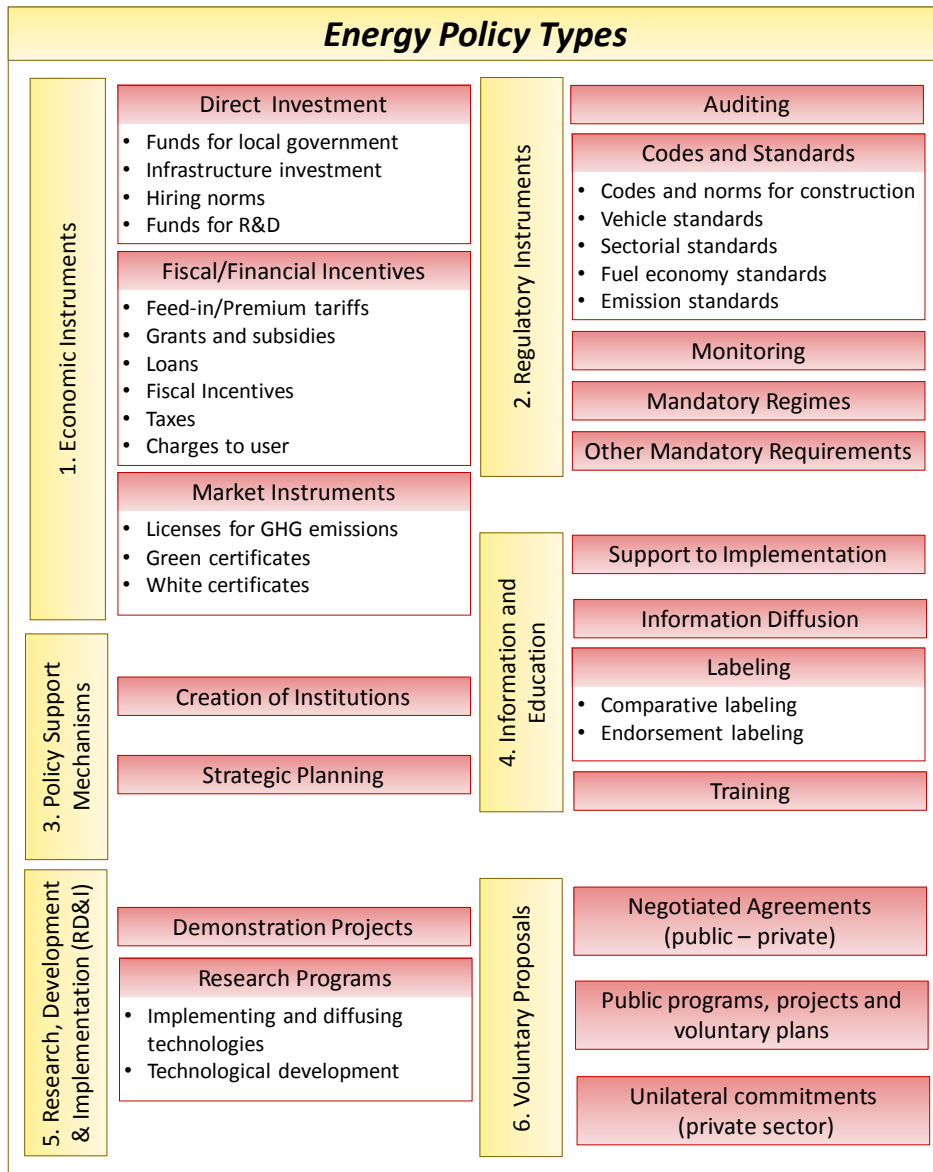 Energy Policy Types
1. Economic Instruments
Direct Investment
• Funds for local government
• Infrastructure investment
• Hiring norms
• Funds for R&D
Fiscal/Financial Incentives
• Feed-in/Premium tariffs
• Grants and subsidies
• Loans
• Fiscal Incentives
• Taxes
• Charges to user
Market Instruments
• Licenses for GHG emissions
• Green certificates
• White certificates
2. Regulatory Instruments
Auditing
Codes and Standards
• Codes and norms for construction
• Vehicle standards
• Sectorial standards
• Fuel economy standards
• Emission standards
Monitoring
Mandatory Regimes
Other Mandatory Requirements
3. Policy Support
Mechanisms
Creation of Institutions
Strategic Planning
4. Information and
Education
Support to Implementation
Information Diffusion
Labeling
• Comparative labeling
• Endorsement labeling
Training
5. Research, Development
& Implementation (RD&I)
Demonstration Projects
Research Programs
• Implementing and diffusing
technologies
• Technological development
6. Voluntary Proposals
Negotiated Agreements
(public – private)
Public programs, projects and
voluntary plans
Unilateral commitments
(private sector)